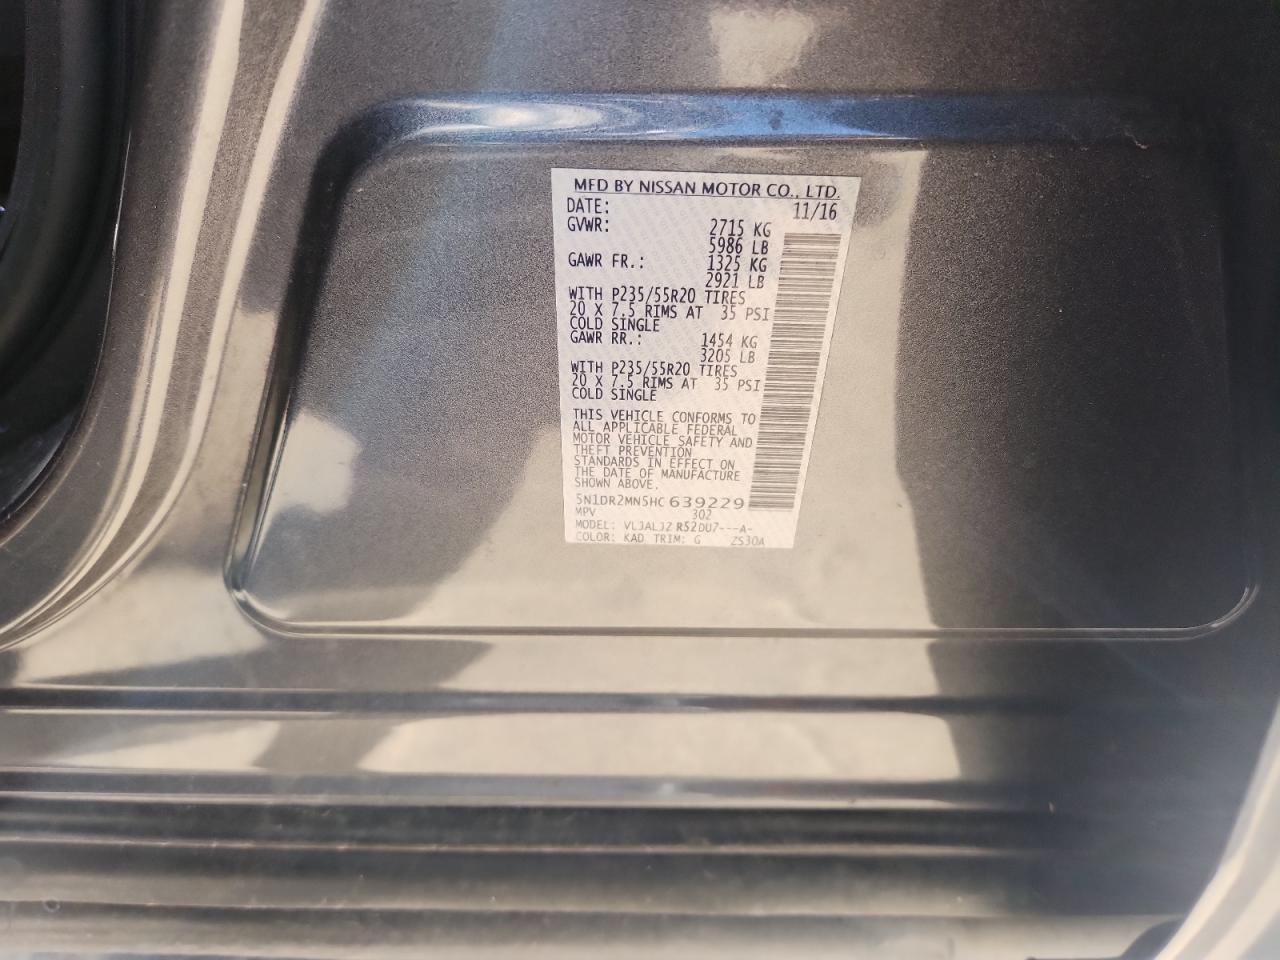 MFD BY NISSAN MOTOR CO., LTD.
DATE: 11/16
GVWR: 2715 KG
5986 LB
GAWR FR.: 1325 KG
2921 LB
WITH P235/55R20 TIRES
20 X 7.5 RIMS AT 35 PSI
COLD SINGLE
GAWR RR.: 1454 KG
3205 LB
WITH P235/55R20 TIRES
20 X 7.5 RIMS AT 35 PSI
COLD SINGLE
THIS VEHICLE CONFORMS TO
ALL APPLICABLE FEDERAL
MOTOR VEHICLE SAFETY AND
THEFT PREVENTION
STANDARDS IN EFFECT ON
THE DATE OF MANUFACTURE
SHOWN ABOVE.
5N1DR2MN5HC639229
MPV 302
MODEL: VL3AL32 R52DU7---A-
COLOR: KAD TRIM: G ZS30A